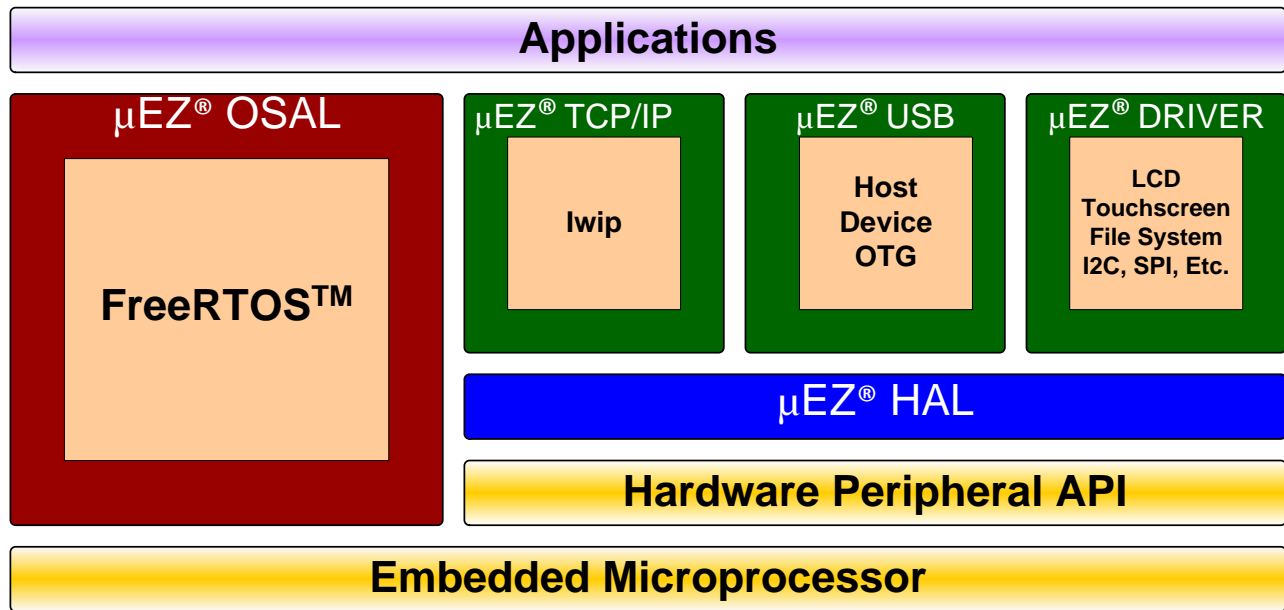 Applications
μEZ® OSAL
FreeRTOS™
μEZ® TCP/IP
lwip
μEZ® USB
Host
Device
OTG
μEZ® DRIVER
LCD
Touchscreen
File System
I2C, SPI, Etc.
μEZ® HAL
Hardware Peripheral API
Embedded Microprocessor